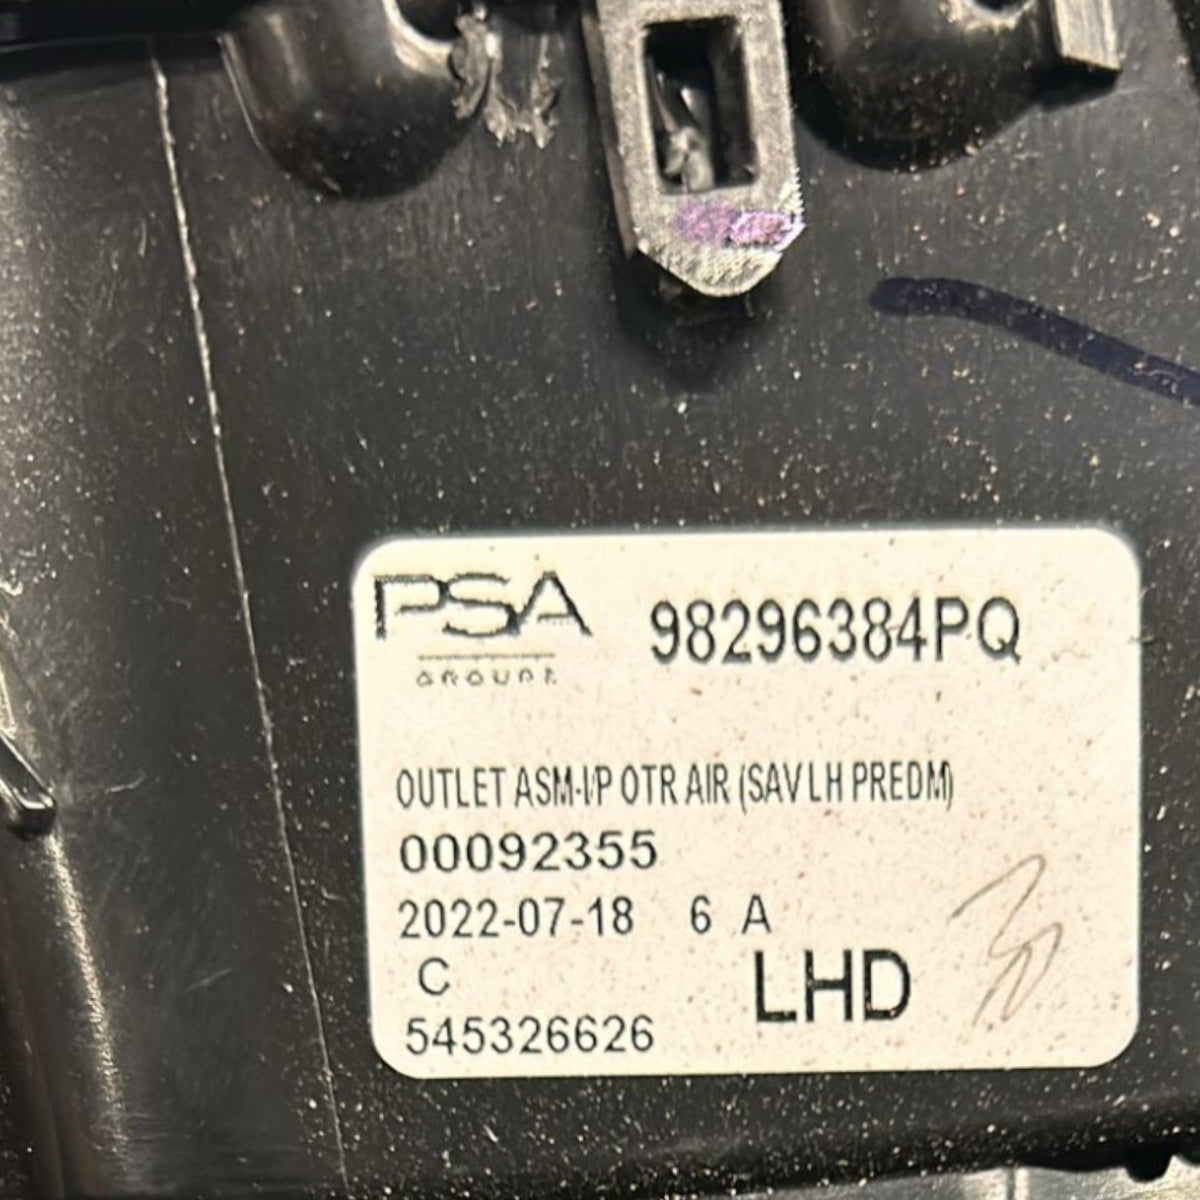 PSA 98296384PQ
GROUPE
OUTLET ASM-I/P OTR AIR (SAV LH PREDM)
00092355
2022-07-18 6 A
C LHD
545326626